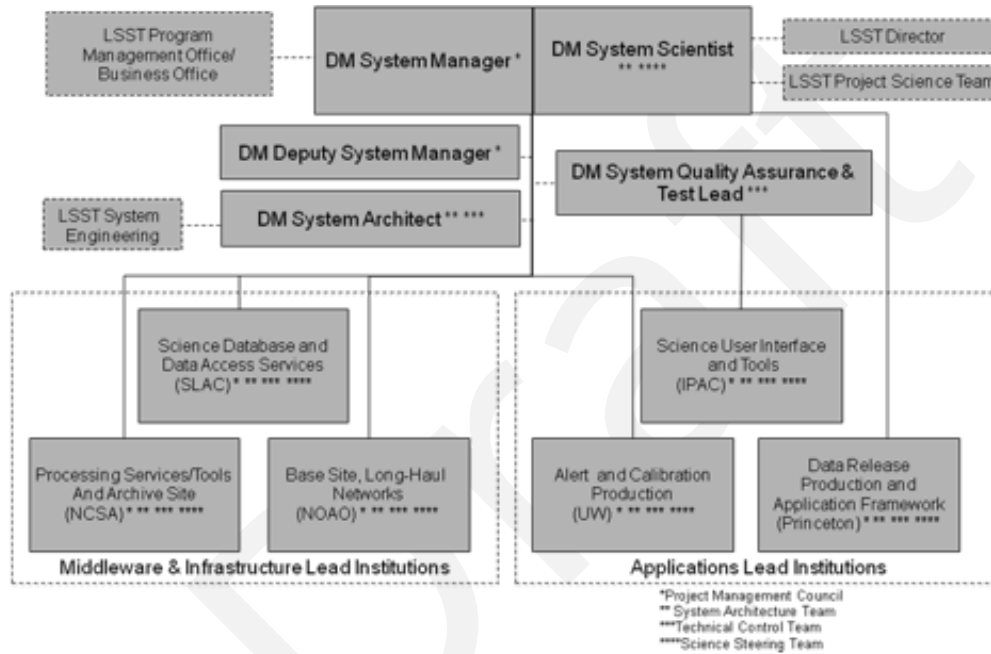 LSST Program
Management Office/
Business Office
DM System Manager *
DM System Scientist
** ****
LSST Director
LSST Project Science Team
DM Deputy System Manager *
DM System Quality Assurance &
Test Lead ***
LSST System
Engineering
DM System Architect ** ***
Science Database and
Data Access Services
(SLAC) * ** *** ****
Science User Interface
and Tools
(IPAC) * ** *** ****
Processing Services/Tools
And Archive Site
(NCSA) * ** *** ****
Base Site, Long-Haul
Networks
(NOAO) * ** *** ****
Alert and Calibration
Production
(UW) * ** *** ****
Data Release
Production and
Application Framework
(Princeton) * ** *** ****
Middleware & Infrastructure Lead Institutions
Applications Lead Institutions
*Project Management Council
** System Architecture Team
***Technical Control Team
****Science Steering Team
Draft